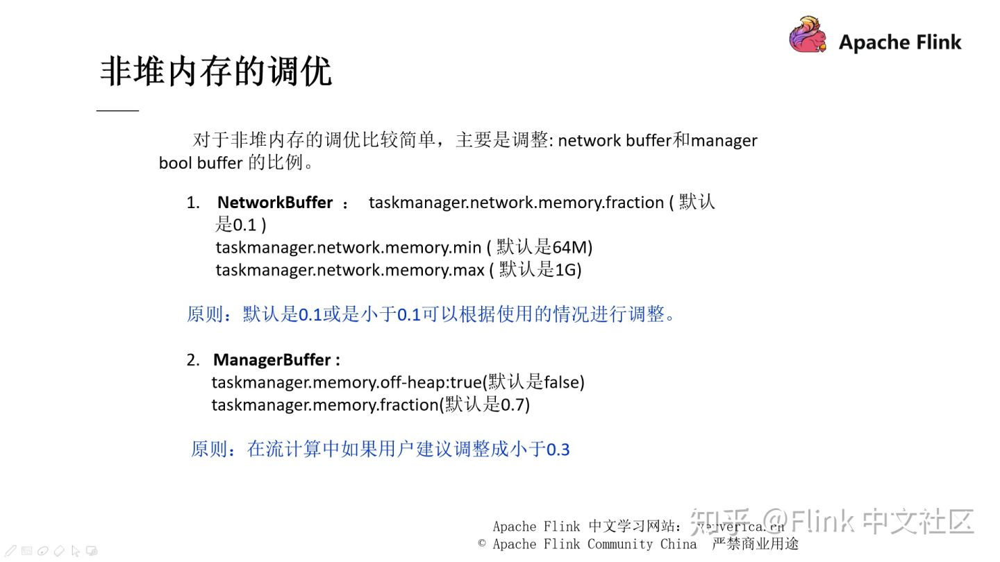 Apache Flink
非堆内存的调优
对于非堆内存的调优比较简单，主要是调整: network buffer和manager
bool buffer 的比例。
1. NetworkBuffer ： taskmanager.network.memory.fraction ( 默认
是0.1 )
taskmanager.network.memory.min ( 默认是64M)
taskmanager.network.memory.max ( 默认是1G)
原则：默认是0.1或是小于0.1可以根据使用的情况进行调整。
2. ManagerBuffer :
taskmanager.memory.off-heap:true(默认是false)
taskmanager.memory.fraction(默认是0.7)
原则：在流计算中如果用户建议调整成小于0.3
Apache Flink 中文学习网站: ververica.cn
© Apache Flink Community China 严禁商业用途
知乎 @Flink 中文社区